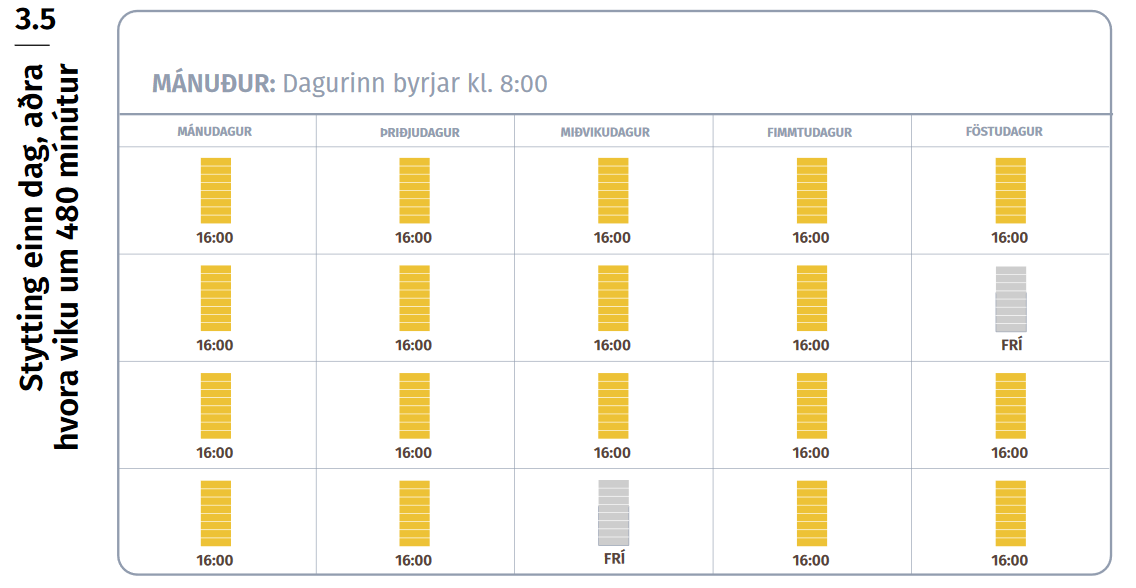 3.5
Stytting einn dag, aðra
hvora viku um 480 mínútur
MÁNUÐUR: Dagurinn byrjar kl. 8:00
MÁNUDAGUR ÞRIÐJUDAGUR MIÐVIKUDAGUR FIMMTUDAGUR FÖSTUDAGUR
16:00 16:00 16:00 16:00 16:00
16:00 16:00 16:00 16:00 FRÍ
16:00 16:00 16:00 16:00 16:00
16:00 16:00 FRÍ 16:00 16:00